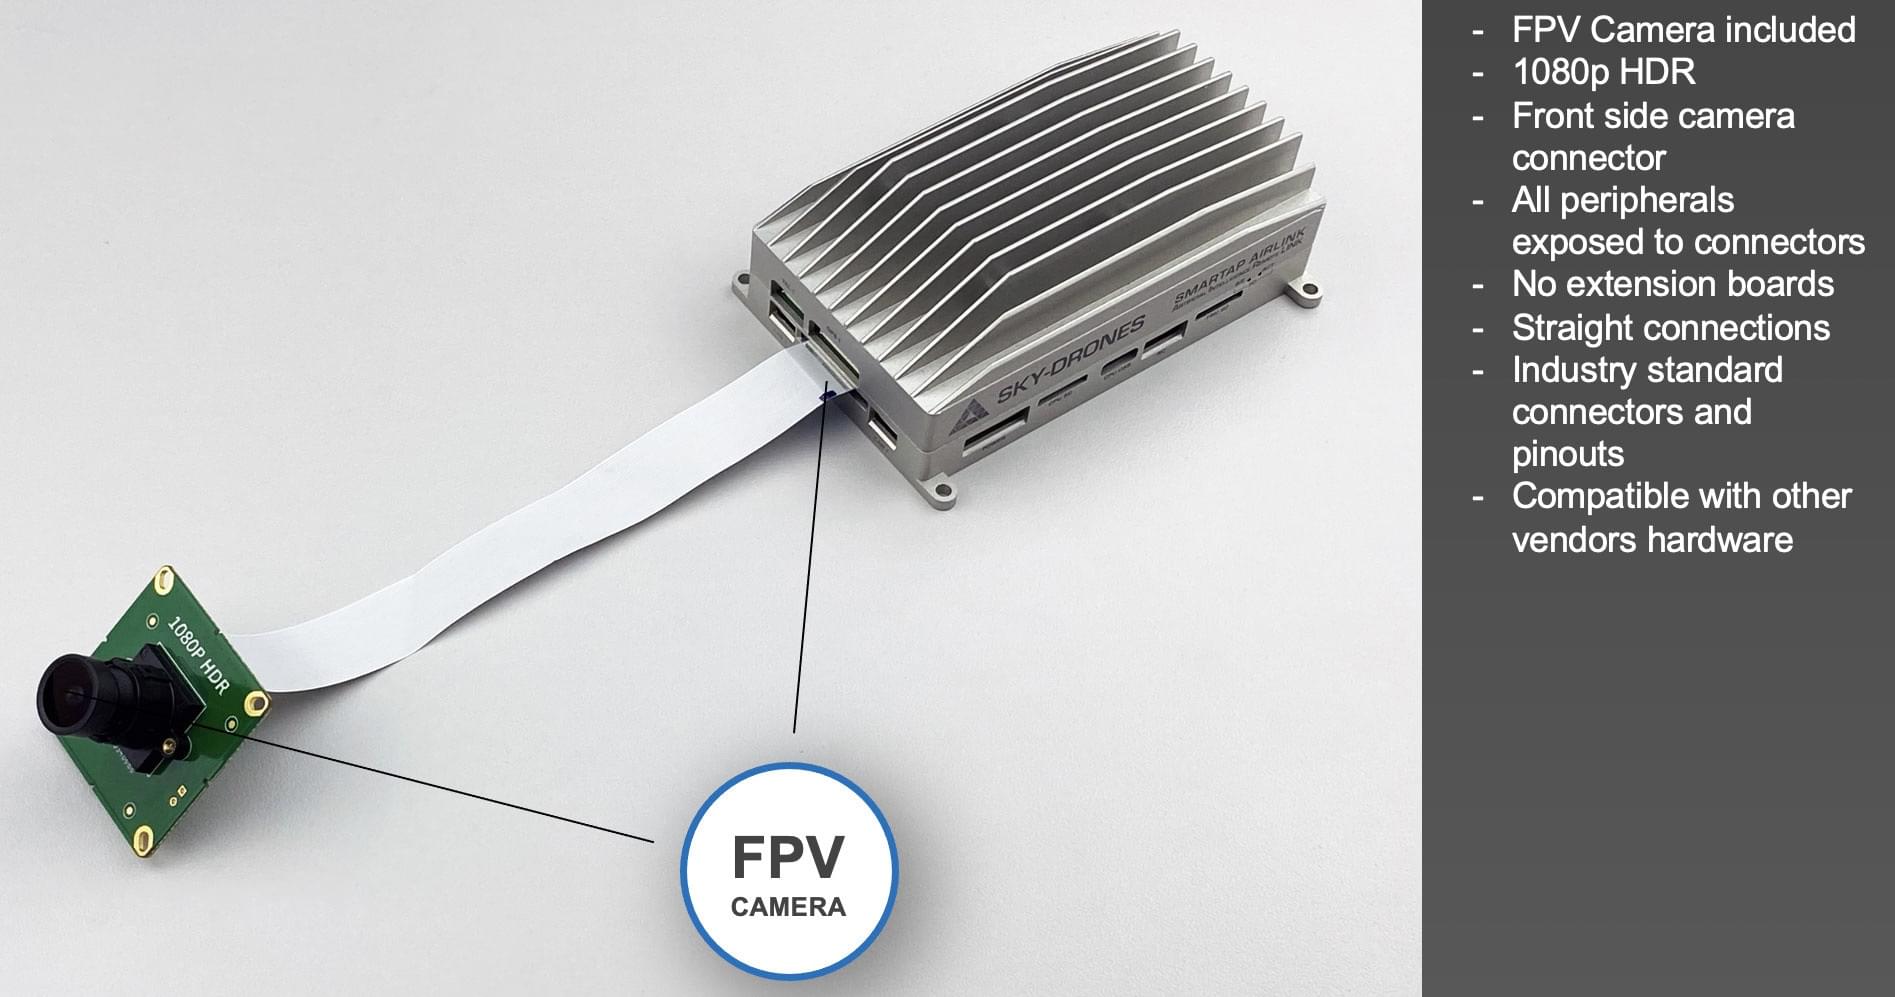 - FPV Camera included
- 1080p HDR
- Front side camera
connector
- All peripherals
exposed to connectors
- No extension boards
- Straight connections
- Industry standard
connectors and
pinouts
- Compatible with other
vendors hardware
SMARTAP AIRLINK
SKY-DRONES
1080P HDR
FPV
CAMERA